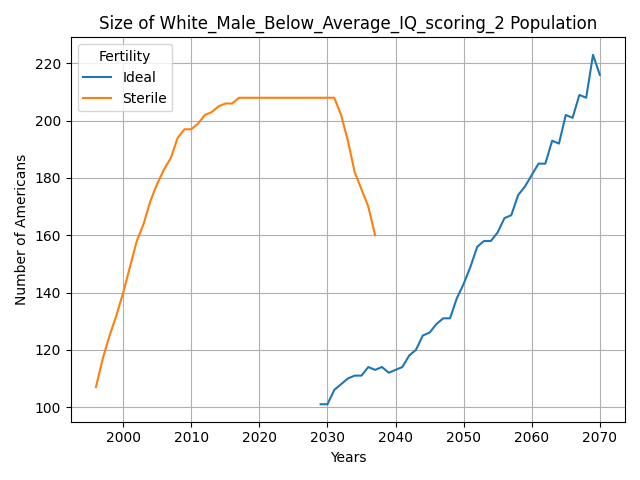 Size of White_Male_Below_Average_IQ_scoring_2 Population
Fertility
Ideal
Sterile
Number of Americans
220
200
180
160
140
120
100
2000
2010
2020
2030
2040
2050
2060
2070
Years